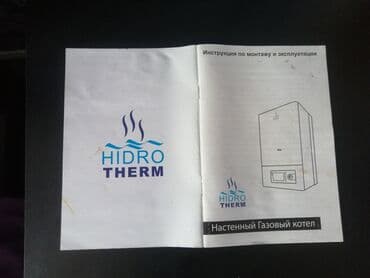 HIDRO
THERM
Инструкция по монтажу и эксплуатации
HIDRO
THERM
Настенный Газовый котел